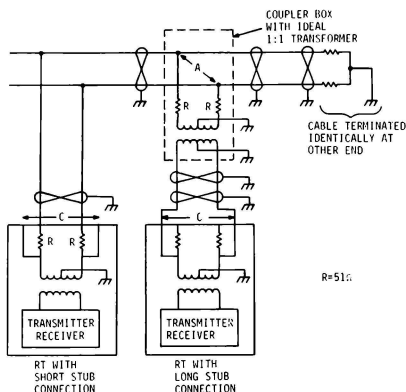 COUPLER BOX
WITH IDEAL
1:1 TRANSFORMER
A
R
R
CABLE TERMINATED
IDENTICALLY AT
OTHER END
C
C
R
R
R=51Ω
TRANSMITTER
RECEIVER
TRANSMITTER
RECEIVER
RT WITH
SHORT STUB
CONNECTION
RT WITH
LONG STUB
CONNECTION